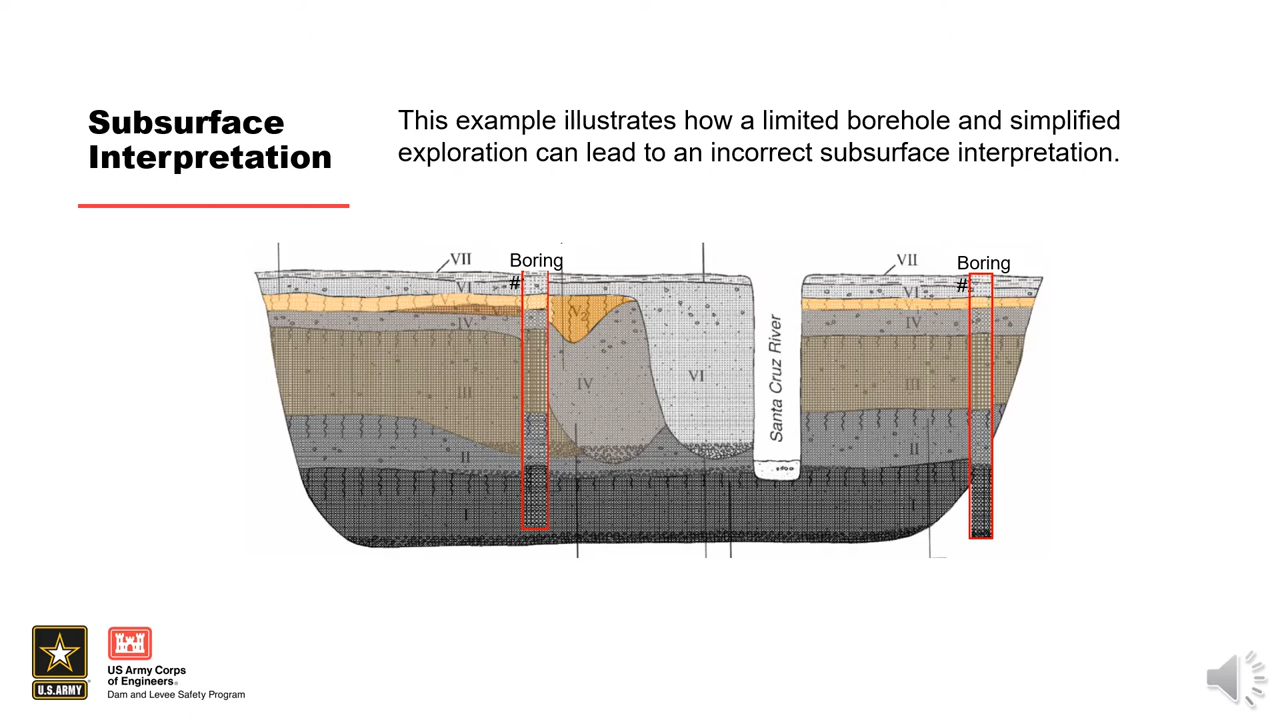 Subsurface
Interpretation
This example illustrates how a limited borehole and simplified
exploration can lead to an incorrect subsurface interpretation.
VII
Boring
#
VI
IV
III
II
I
V2
IV
VI
Santa Cruz River
VII
Boring
#
VI
IV
III
II
I
U.S.ARMY
US Army Corps
of Engineers®
Dam and Levee Safety Program